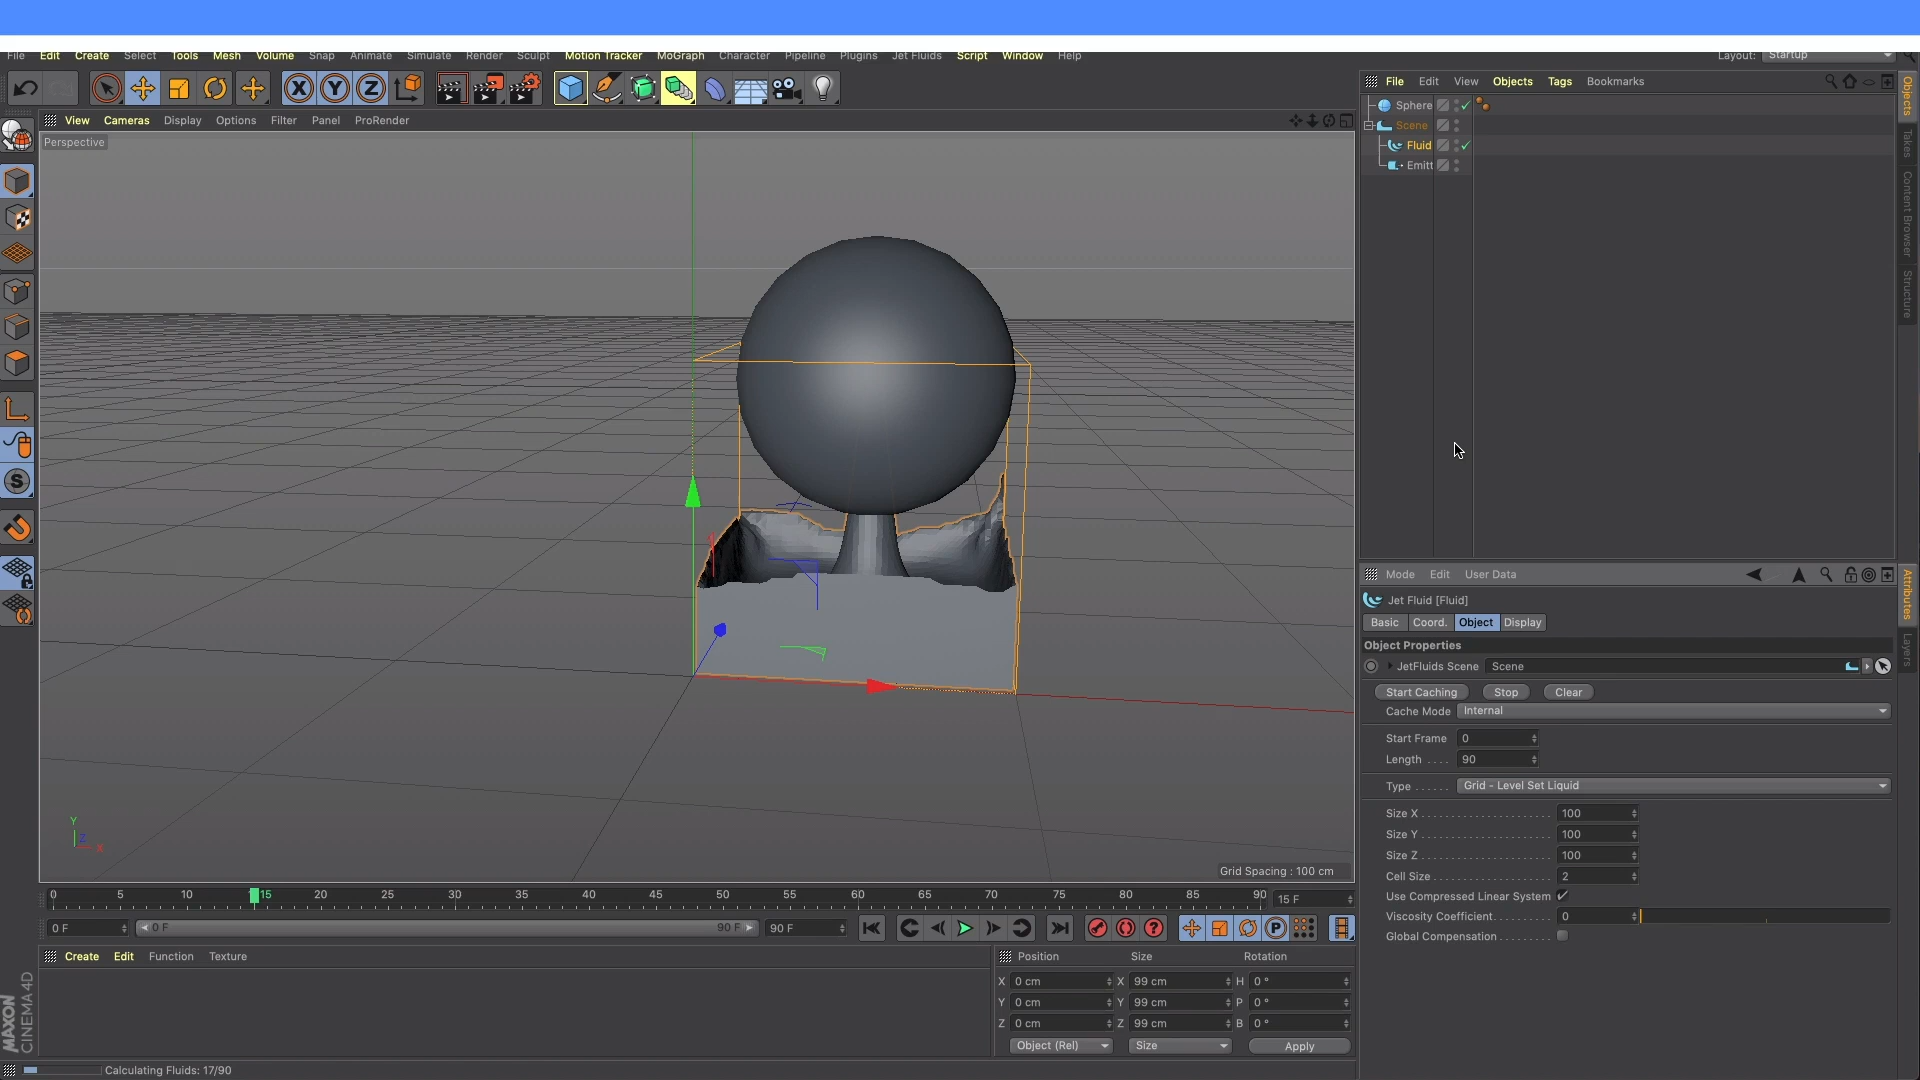 File Edit Create Select Tools Mesh Volume Snap Animate Simulate Render Sculpt Motion Tracker MoGraph Character Pipeline Plugins Jet Fluids Script Window Help Layout: Startup
File Edit View Objects Tags Bookmarks
View Cameras Display Options Filter Panel ProRender
Perspective
Sphere
Scene
Fluid
Emitt
Objects
Takes
Content Browser
Structure
Mode Edit User Data
Jet Fluid [Fluid]
Basic Coord. Object Display
Object Properties
JetFluids Scene Scene
Start Caching Stop Clear
Cache Mode Internal
Start Frame 0
Length .... 90
Type ...... Grid - Level Set Liquid
Size X 100
Size Y 100
Size Z 100
Cell Size 2
Use Compressed Linear System
Viscosity Coefficient 0
Global Compensation
Attributes
Layers
Y
Z
X
Grid Spacing : 100 cm
0 5 10 15 20 25 30 35 40 45 50 55 60 65 70 75 80 85 90 15 F
0 F 0 F 90 F 90 F
Create Edit Function Texture
Position Size Rotation
X 0 cm X 99 cm H 0 °
Y 0 cm Y 99 cm P 0 °
Z 0 cm Z 99 cm B 0 °
Object (Rel) Size Apply
MAXON
CINEMA 4D
Calculating Fluids: 17/90